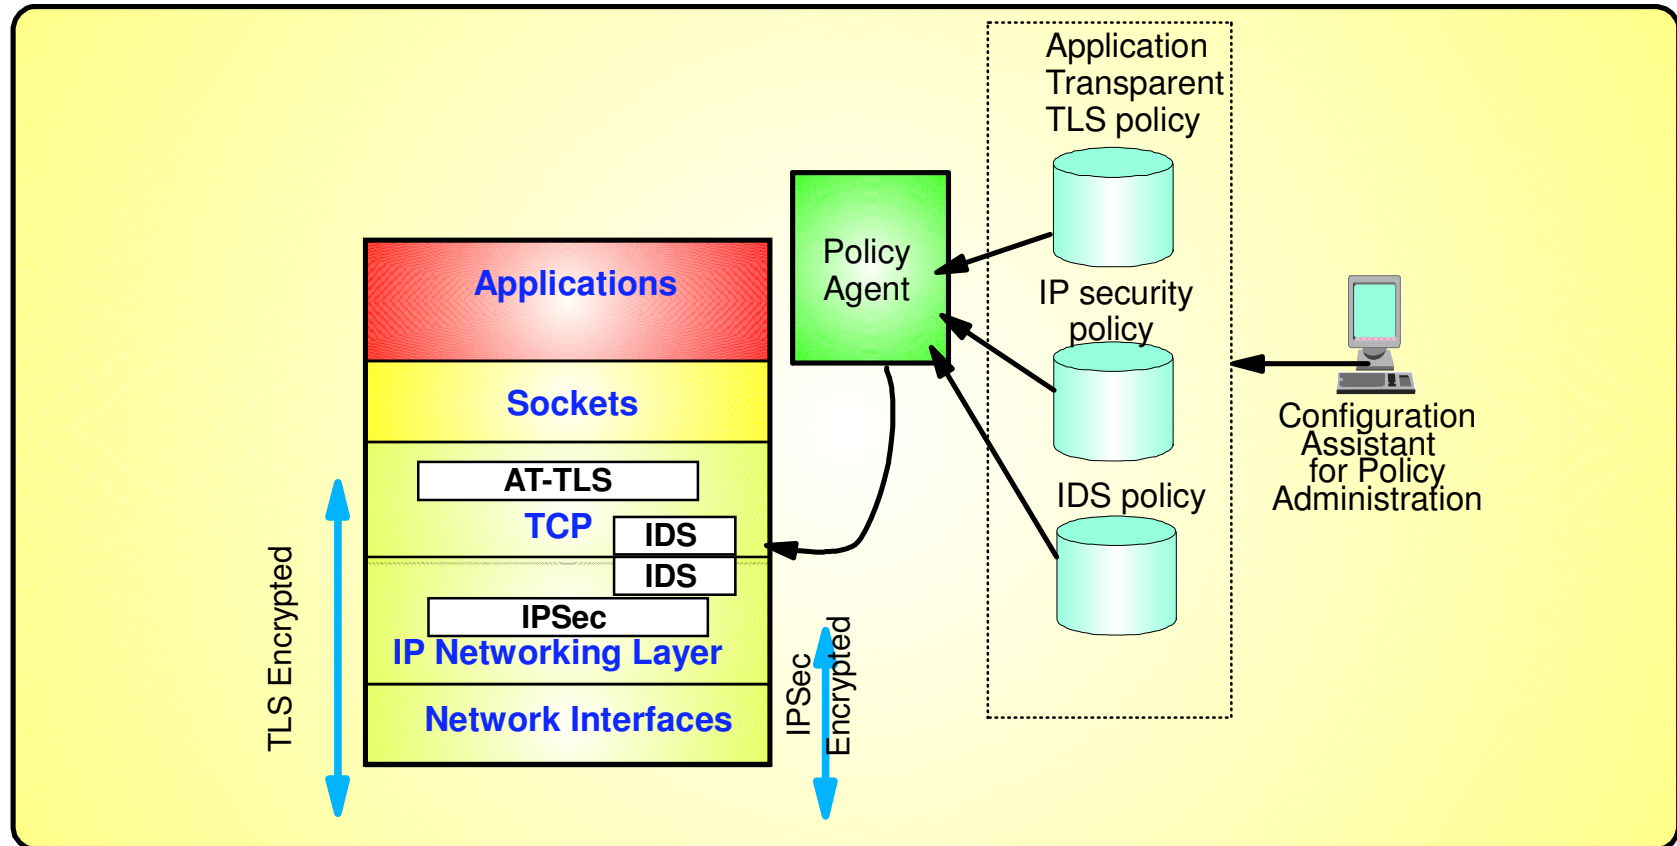 Application
Transparent
TLS policy
Policy
Agent
Applications
IP security
policy
Sockets
Configuration
Assistant
for Policy
Administration
AT-TLS
IDS policy
TCP
IDS
IDS
IPSec
IP Networking Layer
Network Interfaces
TLS Encrypted
IPSec
Encrypted